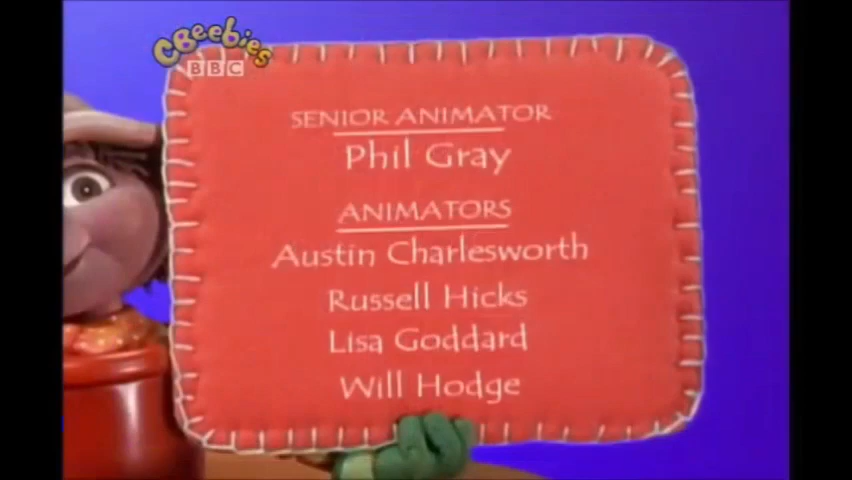 CBeebies
BBC
SENIOR ANIMATOR
Phil Gray
ANIMATORS
Austin Charlesworth
Russell Hicks
Lisa Goddard
Will Hodge